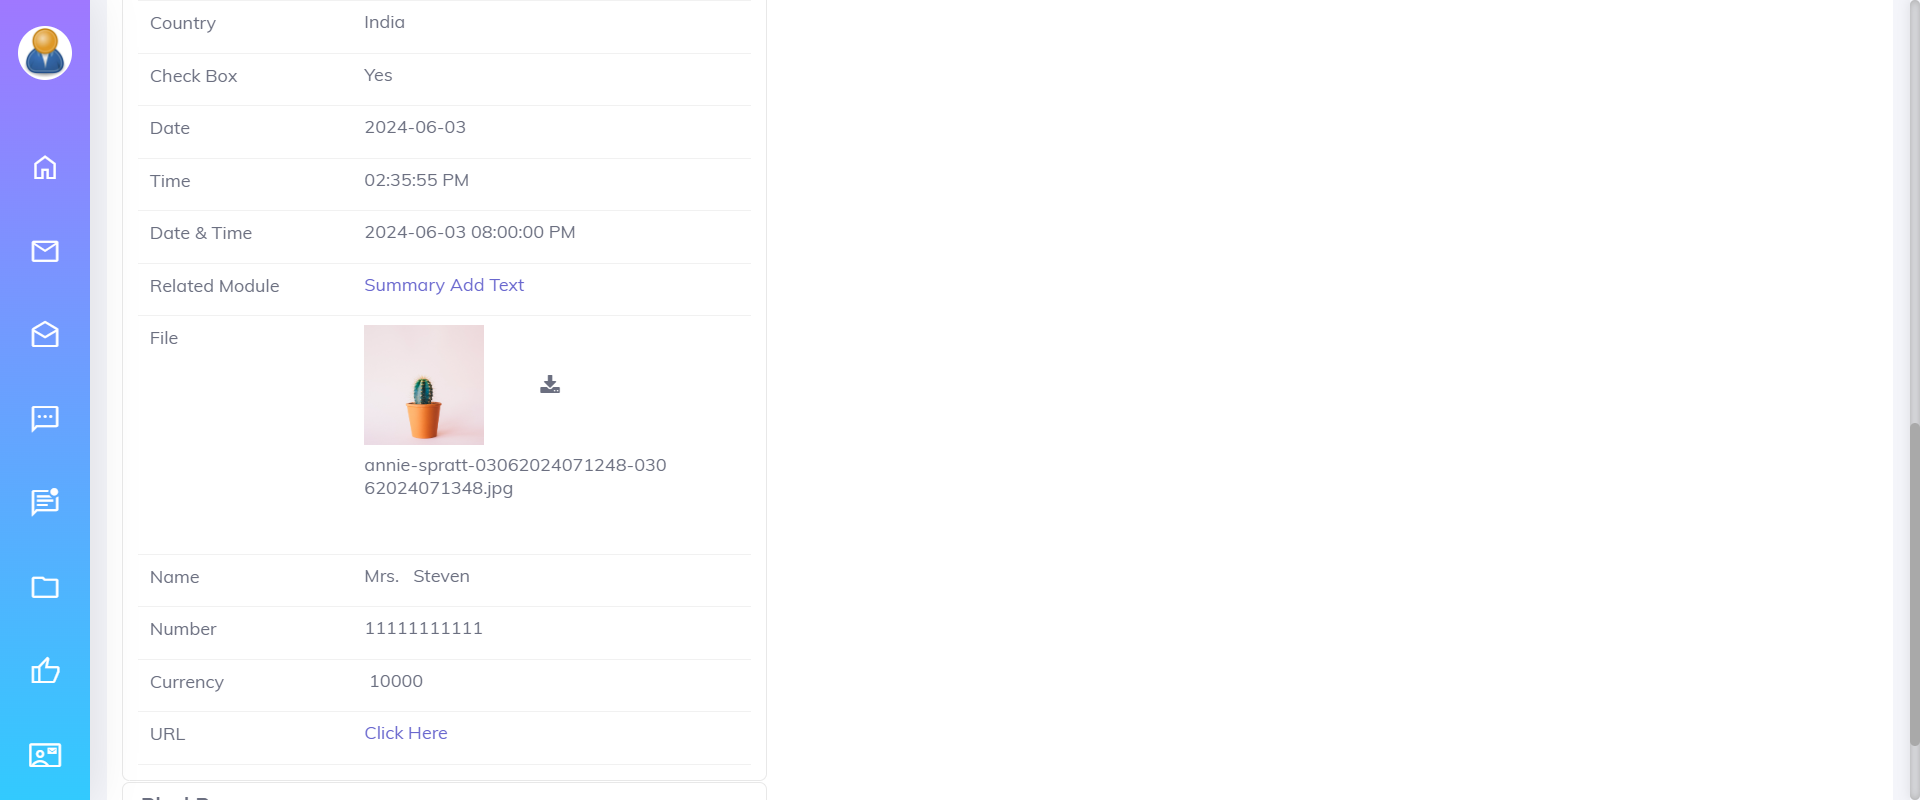 Country India
Check Box Yes
Date 2024-06-03
Time 02:35:55 PM
Date & Time 2024-06-03 08:00:00 PM
Related Module Summary Add Text
File
annie-spratt-03062024071248-030
62024071348.jpg
Name Mrs. Steven
Number 11111111111
Currency 10000
URL Click Here